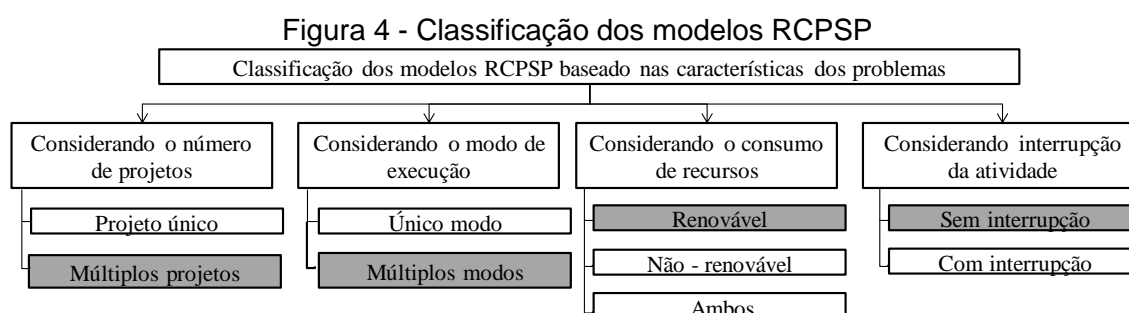 Figura 4 - Classificação dos modelos RCPSP
Classificação dos modelos RCPSP baseado nas características dos problemas
Considerando o número
de projetos
Projeto único
Múltiplos projetos
Considerando o modo de
execução
Único modo
Múltiplos modos
Considerando o consumo
de recursos
Renovável
Não - renovável
Ambos
Considerando interrupção
da atividade
Sem interrupção
Com interrupção